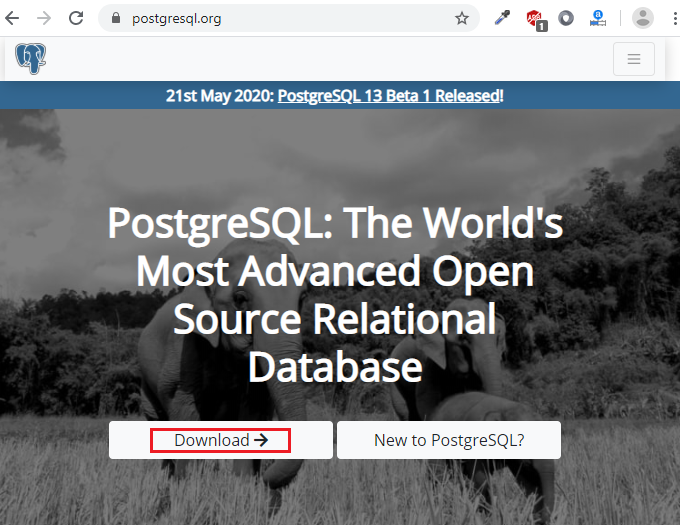 postgresql.org
1
21st May 2020: PostgreSQL 13 Beta 1 Released!
PostgreSQL: The World's
Most Advanced Open
Source Relational
Database
Download
New to PostgreSQL?